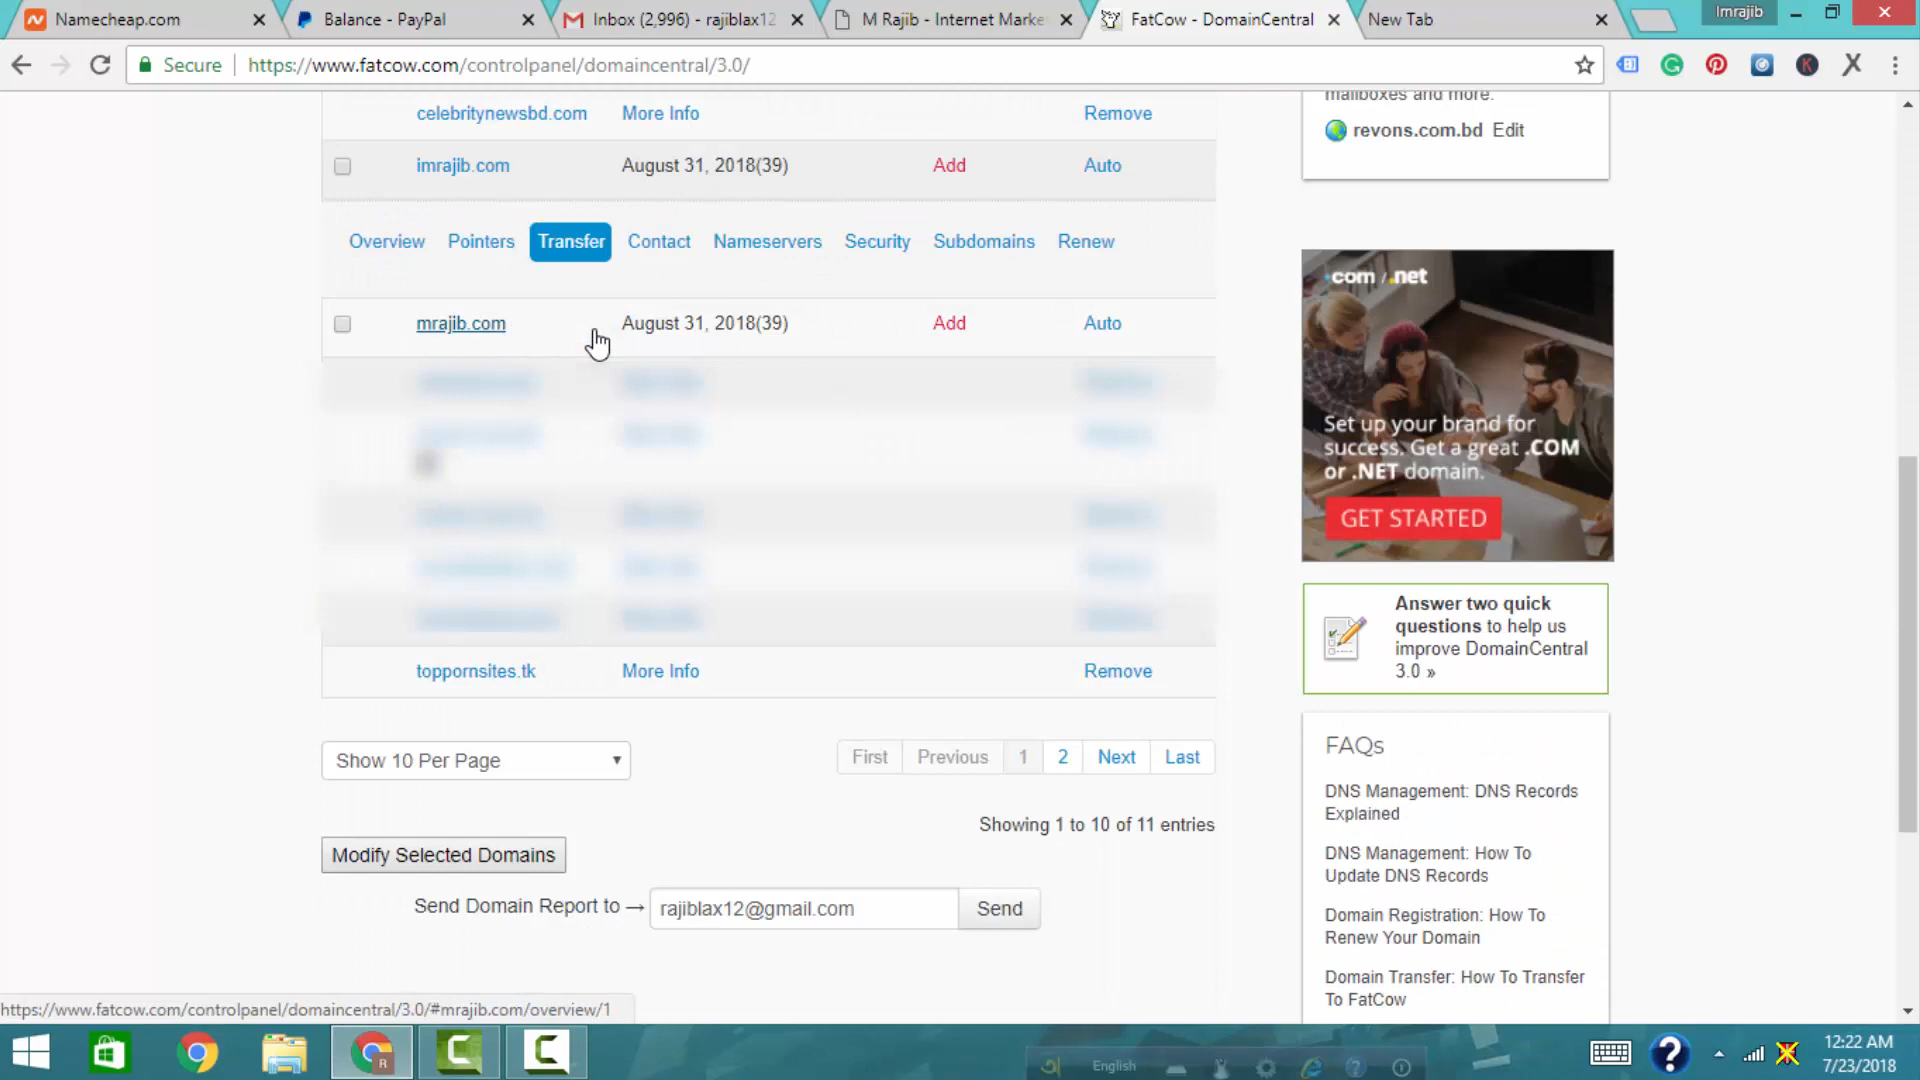 Namecheap.com
Balance - PayPal
Inbox (2,996) - rajiblax12
M Rajib - Internet Marke
FatCow - DomainCentral
New Tab
Imrajib
Secure
https://www.fatcow.com/controlpanel/domaincentral/3.0/
celebritynewsbd.com More Info Remove
imrajib.com August 31, 2018(39) Add Auto
Overview Pointers Transfer Contact Nameservers Security Subdomains Renew
mrajib.com August 31, 2018(39) Add Auto
toppornsites.tk More Info Remove
Show 10 Per Page
First Previous 1 2 Next Last
Showing 1 to 10 of 11 entries
Modify Selected Domains
Send Domain Report to → rajiblax12@gmail.com Send
mailboxes and more.
revons.com.bd Edit
.com /.net
Set up your brand for
success. Get a great .COM
or .NET domain.
GET STARTED
Answer two quick
questions to help us
improve DomainCentral
3.0 »
FAQs
DNS Management: DNS Records
Explained
DNS Management: How To
Update DNS Records
Domain Registration: How To
Renew Your Domain
Domain Transfer: How To Transfer
To FatCow
https://www.fatcow.com/controlpanel/domaincentral/3.0/#mrajib.com/overview/1
English
12:22 AM
7/23/2018